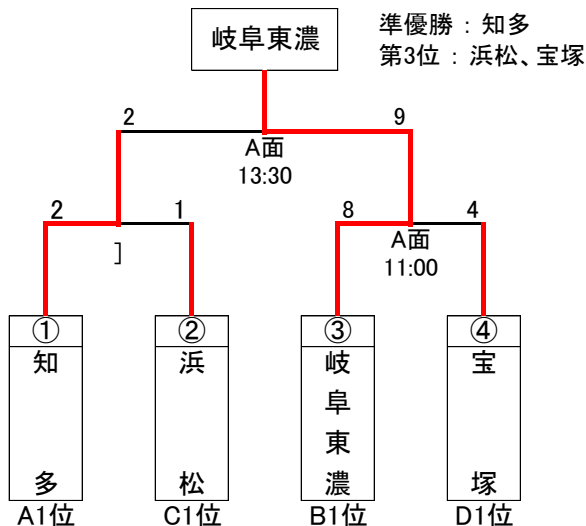 岐阜東濃
準優勝 : 知多
第3位 : 浜松、宝塚
2 9
A面
13:30
2 1 8 4
]
A面
11:00
① ② ③ ④
知多 浜松 岐阜東濃 宝塚
A1位 C1位 B1位 D1位